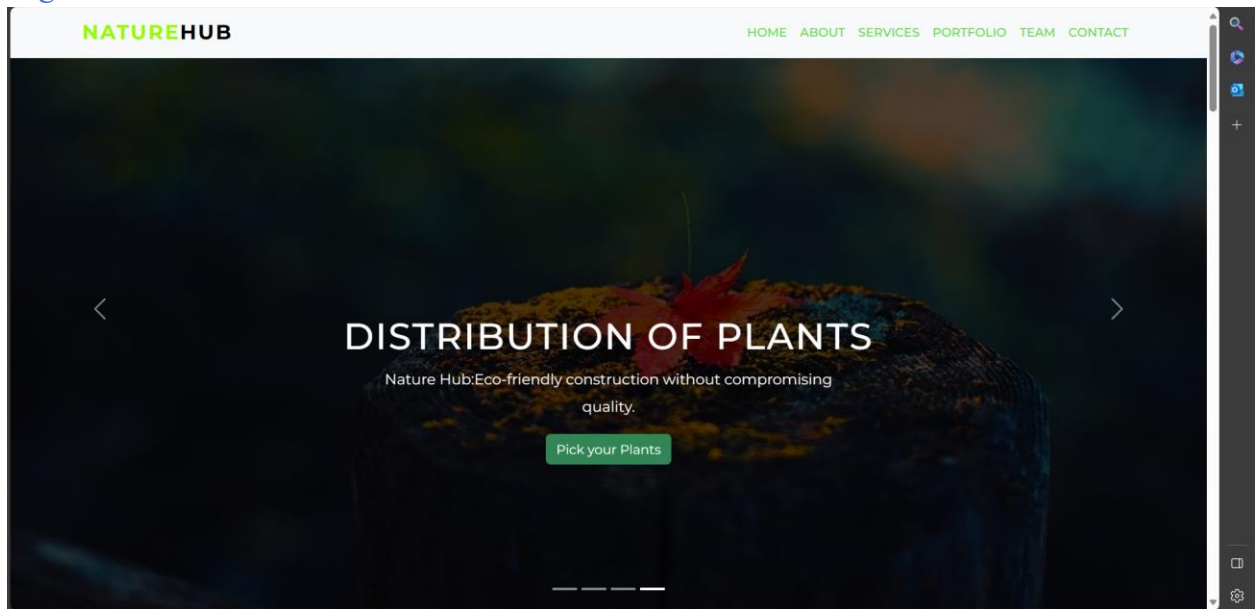 NATUREHUB
HOME ABOUT SERVICES PORTFOLIO TEAM CONTACT
DISTRIBUTION OF PLANTS
Nature Hub:Eco-friendly construction without compromising
quality.
Pick your Plants